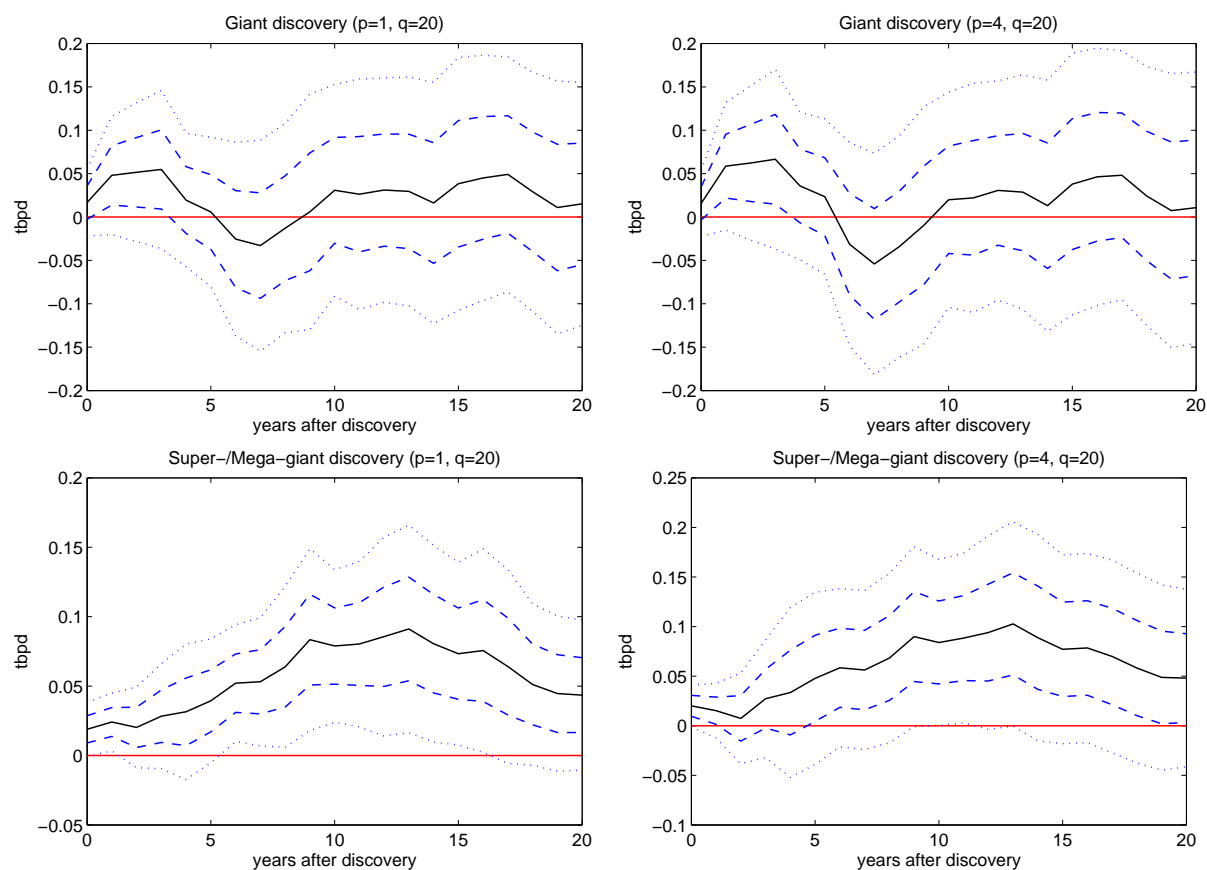 Giant discovery (p=1, q=20)
0.2
0.15
0.1
0.05
0
−0.05
−0.1
−0.15
−0.2
tbpd
0 5 10 15 20
years after discovery
Giant discovery (p=4, q=20)
0.2
0.15
0.1
0.05
0
−0.05
−0.1
−0.15
−0.2
tbpd
0 5 10 15 20
years after discovery
Super−/Mega−giant discovery (p=1, q=20)
0.2
0.15
0.1
0.05
0
−0.05
tbpd
0 5 10 15 20
years after discovery
Super−/Mega−giant discovery (p=4, q=20)
0.25
0.2
0.15
0.1
0.05
0
−0.05
−0.1
tbpd
0 5 10 15 20
years after discovery